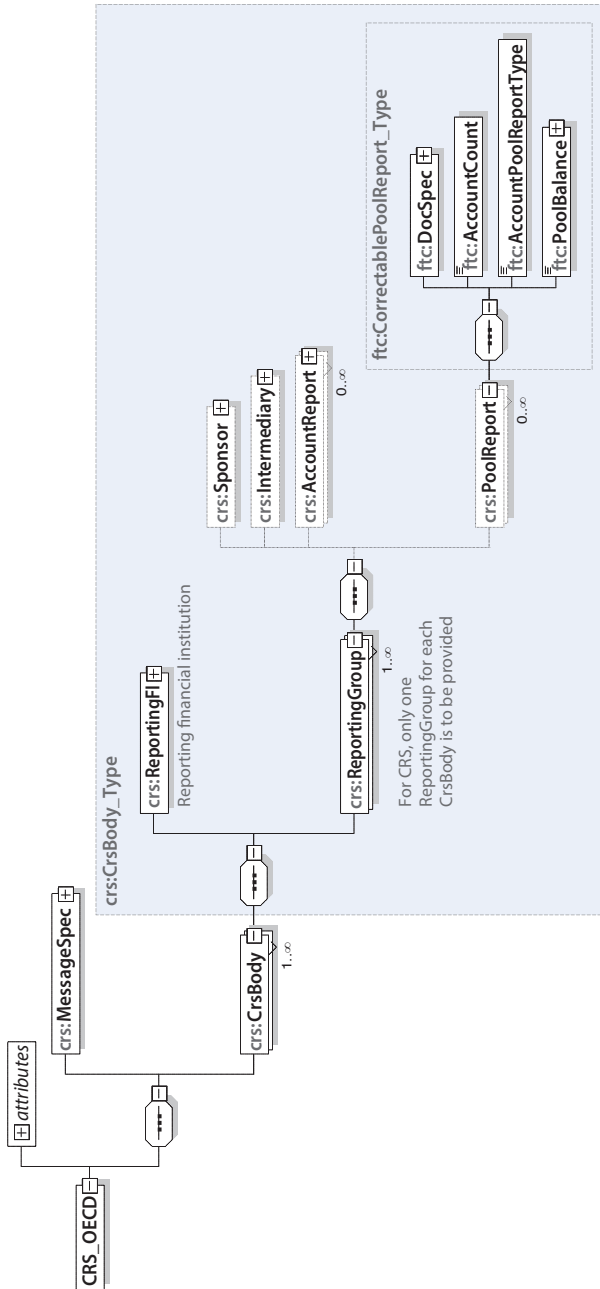 CRS_OECD
attributes
crs:MessageSpec
crs:CrsBody
1..∞
crs:CrsBody_Type
crs:ReportingFI
Reporting financial institution
crs:ReportingGroup
1..∞
For CRS, only one
ReportingGroup for each
CrsBody is to be provided
crs:Sponsor
crs:Intermediary
crs:AccountReport
0..∞
crs:PoolReport
0..∞
ftc:CorrectablePoolReport_Type
ftc:DocSpec
ftc:AccountCount
ftc:AccountPoolReportType
ftc:PoolBalance